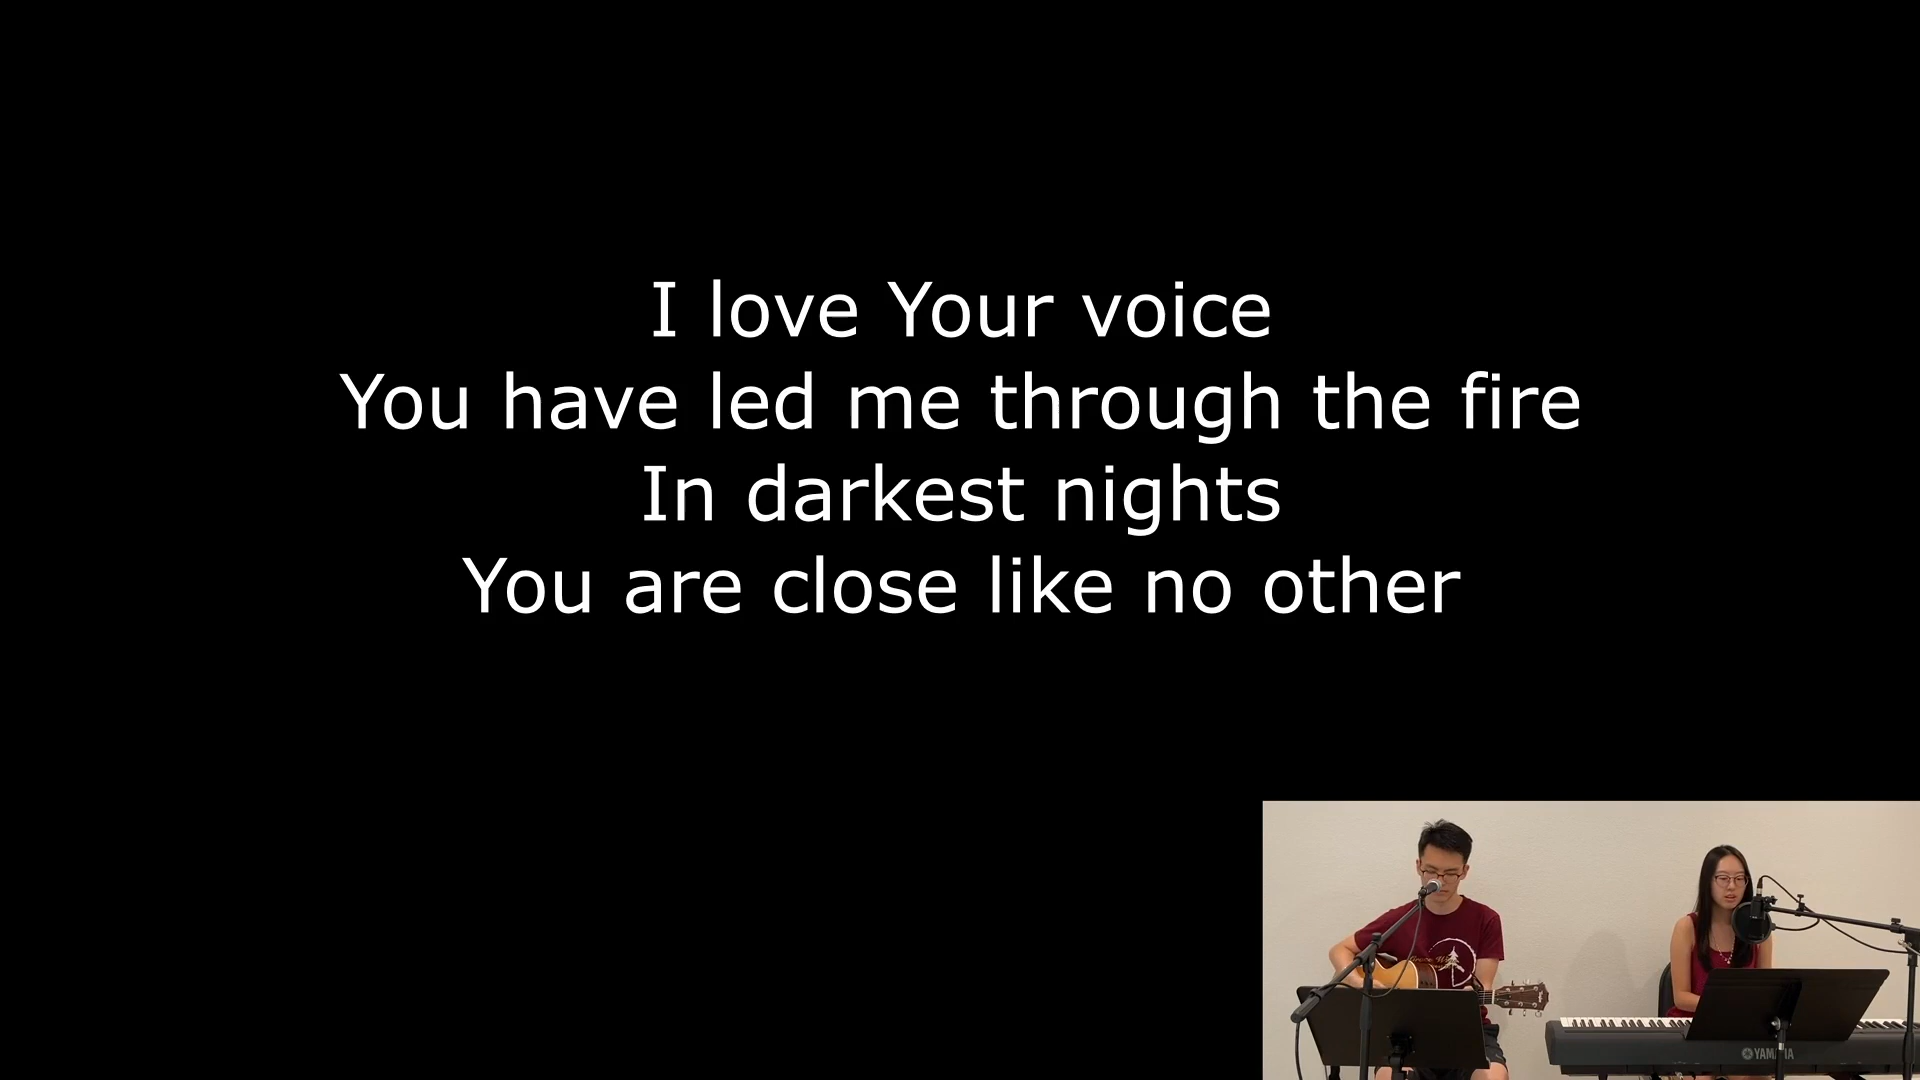 I love Your voice
You have led me through the fire
In darkest nights
You are close like no other
YAMAHA